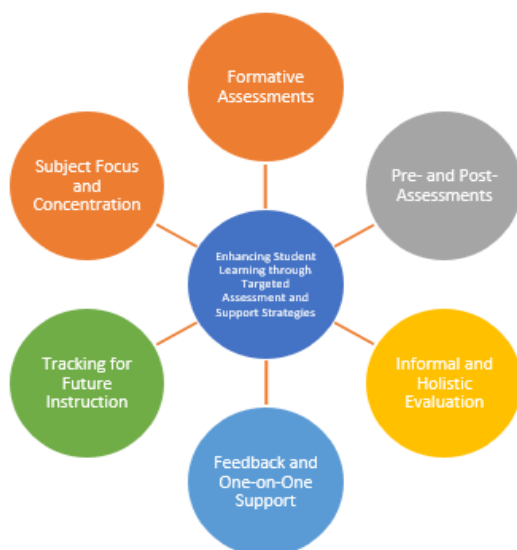 Formative
Assessments
Subject Focus
and
Concentration
Pre- and Post-
Assessments
Enhancing Student
Learning through
Targeted
Assessment and
Support Strategies
Tracking for
Future
Instruction
Informal and
Holistic
Evaluation
Feedback and
One-on-One
Support